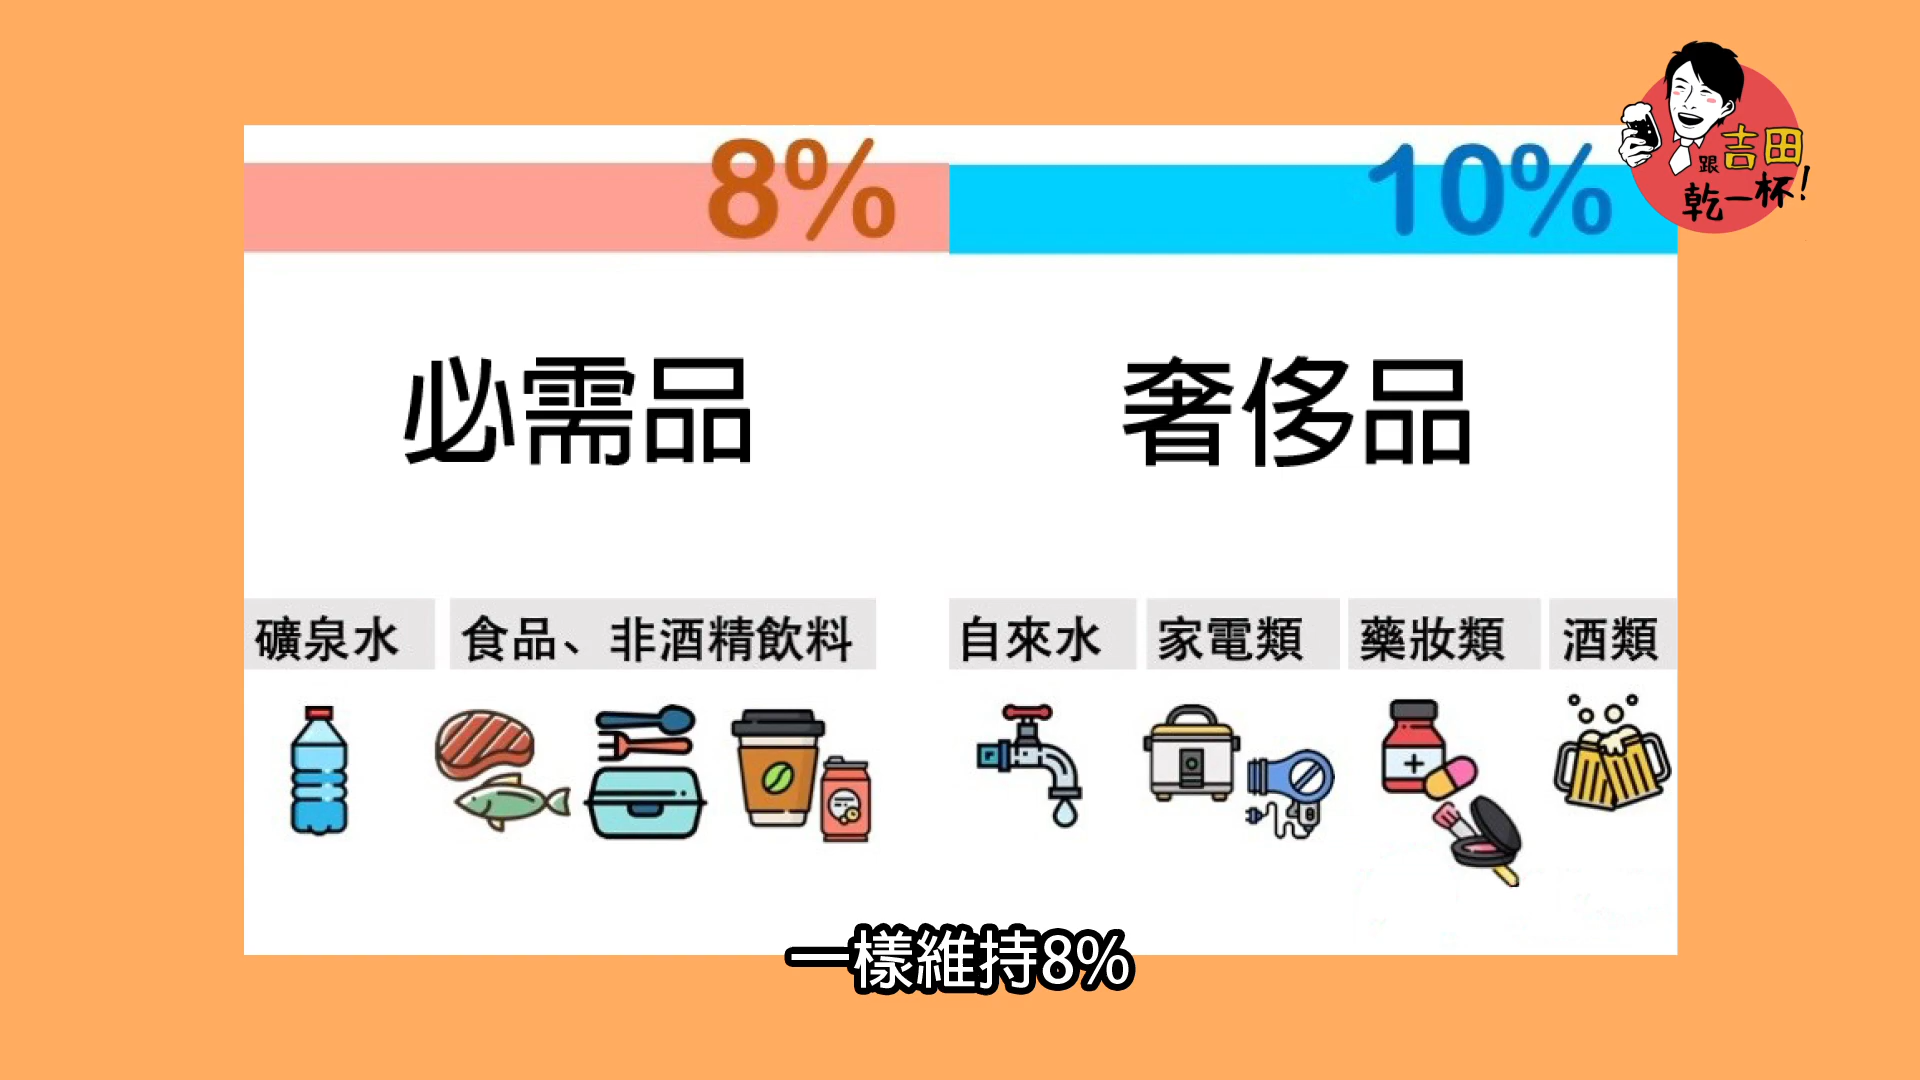 8%
10%
跟吉田
乾一杯!
必需品
奢侈品
礦泉水
食品、非酒精飲料
自來水
家電類
藥妝類
酒類
一樣維持8%